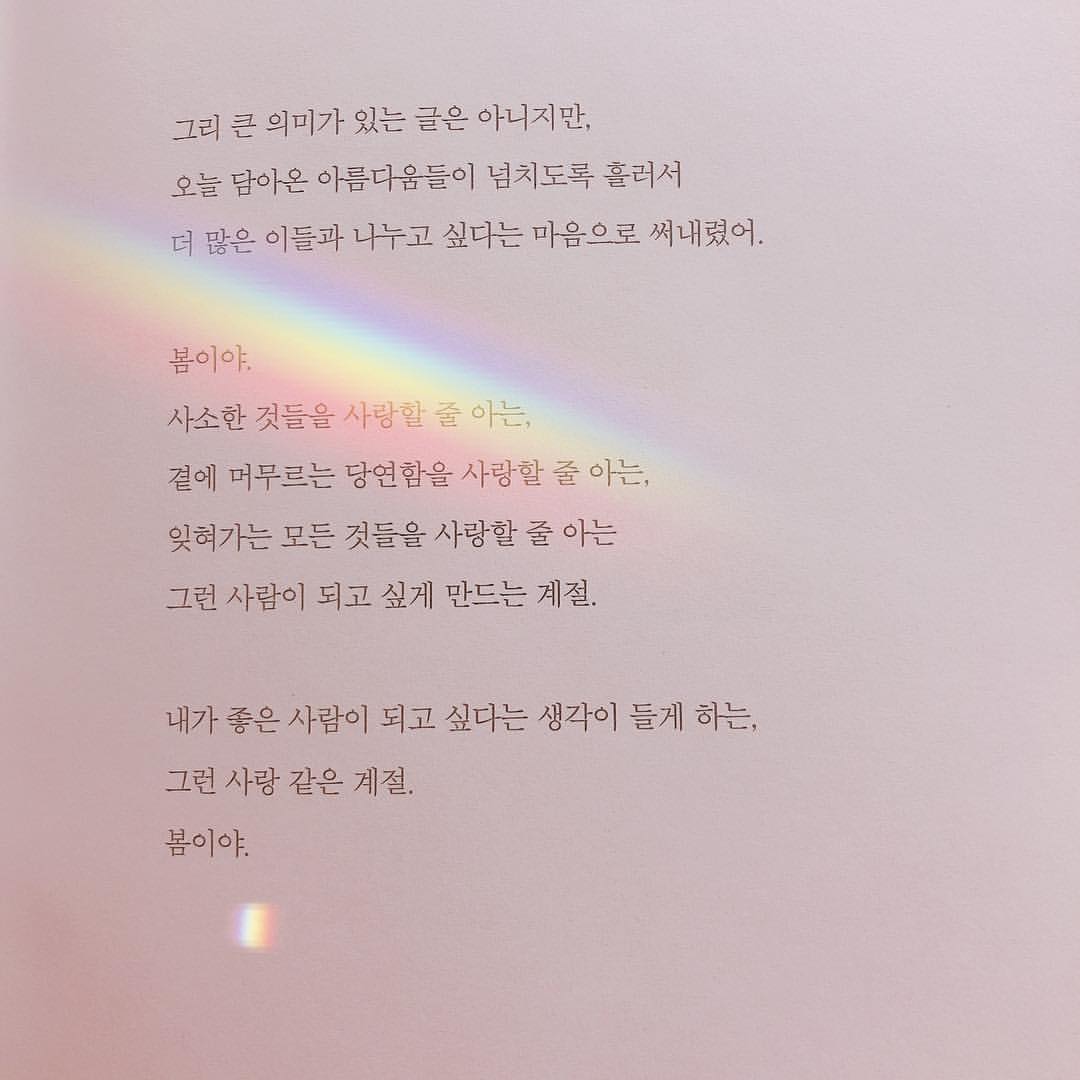 그리 큰 의미가 있는 글은 아니지만,
오늘 담아온 아름다움들이 넘치도록 흘러서
더 많은 이들과 나누고 싶다는 마음으로 써내렸어.
봄이야.
사소한 것들을 사랑할 줄 아는,
곁에 머무르는 당연함을 사랑할 줄 아는,
잊혀가는 모든 것들을 사랑할 줄 아는
그런 사람이 되고 싶게 만드는 계절.
내가 좋은 사람이 되고 싶다는 생각이 들게 하는,
그런 사랑 같은 계절.
봄이야.